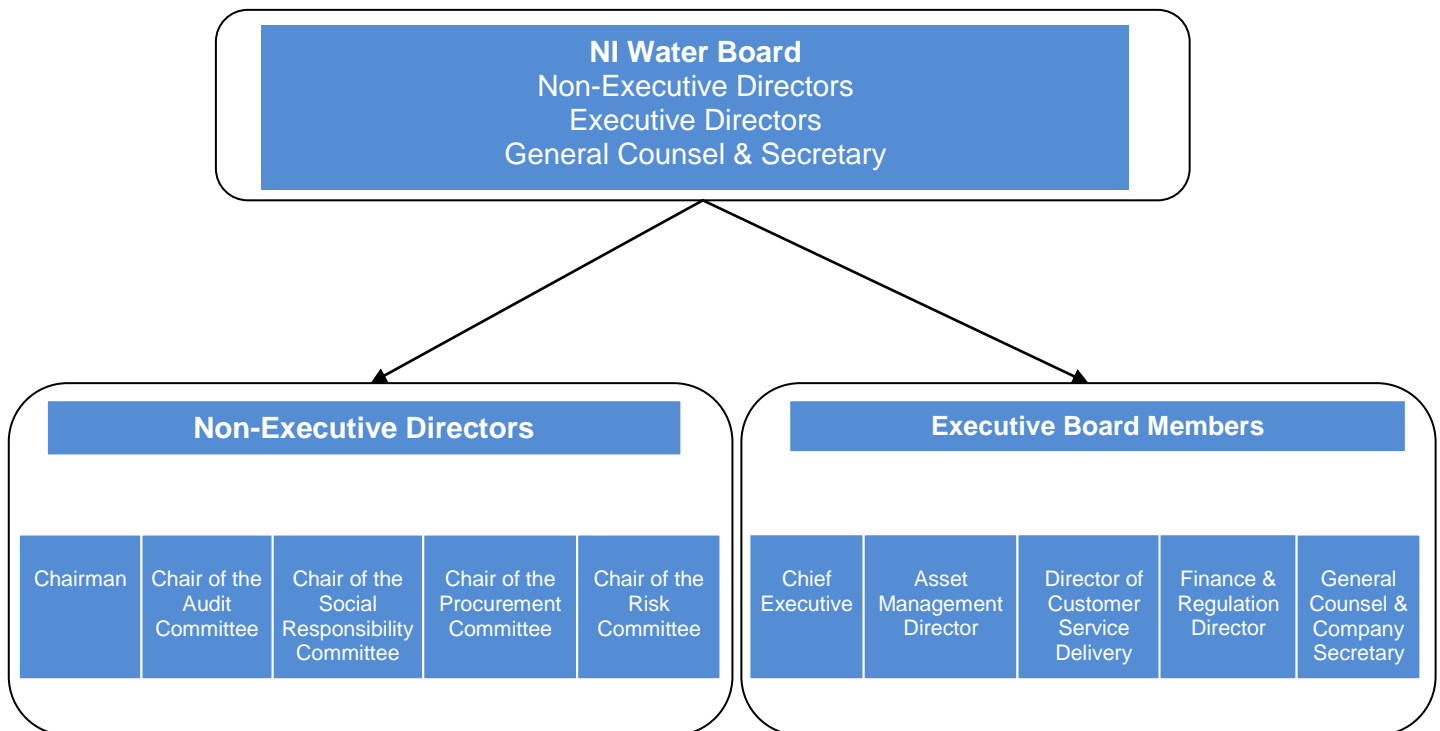 NI Water Board
Non-Executive Directors
Executive Directors
General Counsel & Secretary
Non-Executive Directors
Chairman
Chair of the
Audit
Committee
Chair of the
Social
Responsibility
Committee
Chair of the
Procurement
Committee
Chair of the
Risk
Committee
Executive Board Members
Chief
Executive
Asset
Management
Director
Director of
Customer
Service
Delivery
Finance &
Regulation
Director
General
Counsel &
Company
Secretary